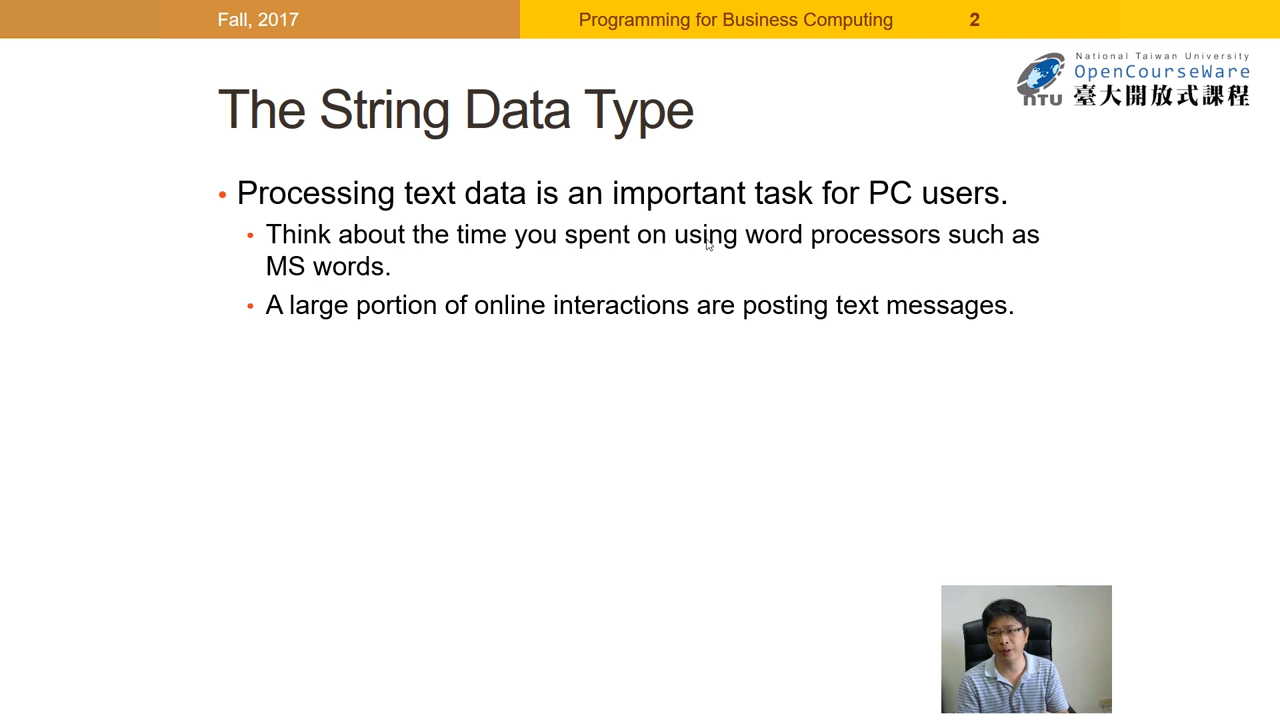 Fall, 2017
Programming for Business Computing
2
National Taiwan University
OpenCourseWare
NTU 臺大開放式課程
The String Data Type
• Processing text data is an important task for PC users.
• Think about the time you spent on using word processors such as
MS words.
• A large portion of online interactions are posting text messages.